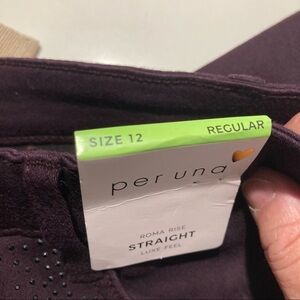 SIZE 12 REGULAR
per una
ROMA RISE
STRAIGHT
LUXE FEEL